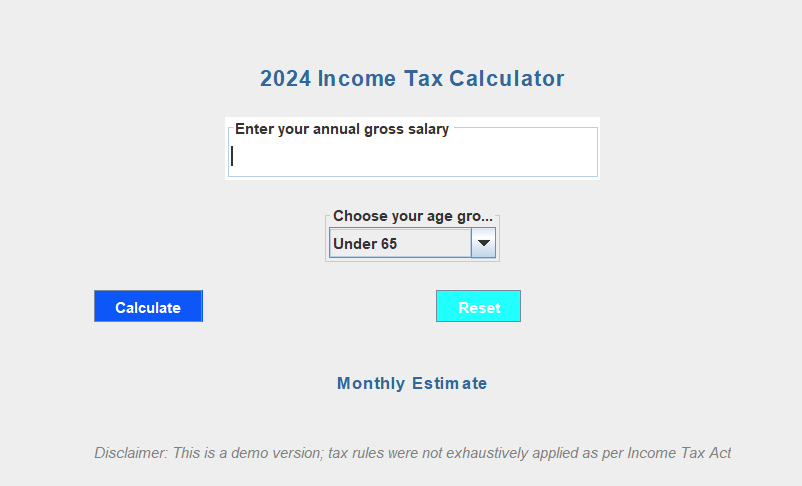 2024 Income Tax Calculator
Enter your annual gross salary
Choose your age gro...
Under 65
Calculate
Reset
Monthly Estimate
Disclaimer: This is a demo version; tax rules were not exhaustively applied as per Income Tax Act